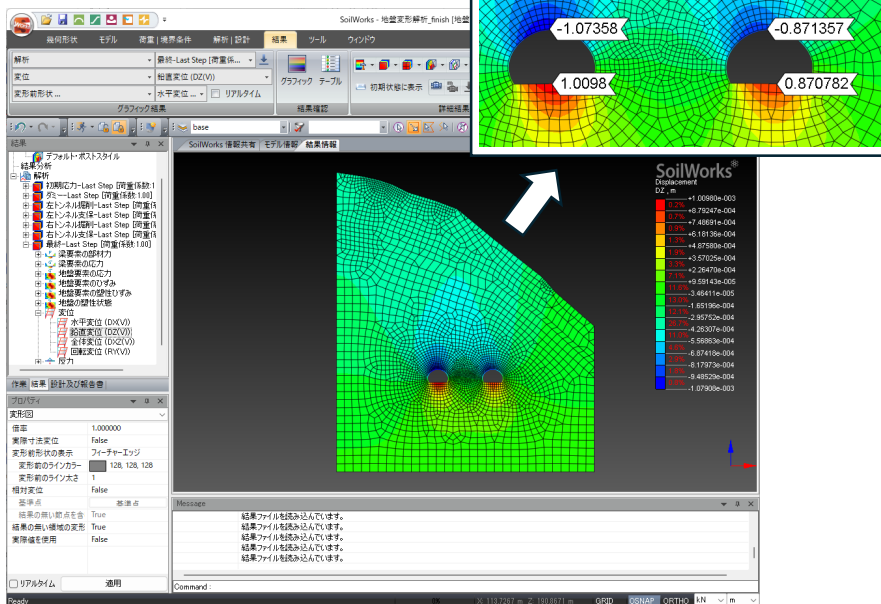 SoilWorks - 地盤変形解析_finish [地盤
幾何形状 モデル 荷重|境界条件 解析|設計 結果 ツール ウィンドウ
解析
最終-Last Step [荷重係...
変位
鉛直変位 (DZ(V))
変形前形状 ...
水平変位 ...
リアルタイム
グラフィック テーブル
初期状態に表示
グラフィック結果
結果確認
詳細結果
-1.07358
-0.871357
1.0098
0.870782
base
結果
SoilWorks 情報共有 モデル情報 結果情報
デフォルト・ポストスタイル
結果分析
解析
初期応力-Last Step [荷重係数:1
ダミー-Last Step [荷重係数:1.00]
左トンネル掘削-Last Step [荷重係
左トンネル支保-Last Step [荷重係
右トンネル掘削-Last Step [荷重係
右トンネル支保-Last Step [荷重係
最終-Last Step [荷重係数:1.00]
梁要素の部材力
梁要素の応力
地盤要素の応力
地盤要素のひずみ
地盤要素の塑性ひずみ
地盤の塑性状態
変位
水平変位 (DX(V))
鉛直変位 (DZ(V))
全体変位 (DXZ(V))
回転変位 (RY(V))
反力
作業 結果 設計及び報告書
SoilWorks
Displacement
DZ , m
+1.00980e-003
+8.79247e-004
+7.48691e-004
+6.18136e-004
+4.87580e-004
+3.57025e-004
+2.26470e-004
+9.59143e-005
-3.46411e-005
-1.65196e-004
-2.95752e-004
-4.26307e-004
-5.56863e-004
-6.87418e-004
-8.17973e-004
-9.48529e-004
-1.07908e-003
プロパティ
変形図
倍率 1.000000
実際寸法変位 False
変形前形状の表示 フィーチャーエッジ
変形前のラインカラー 128, 128, 128
変形前のライン太さ 1
相対変位 False
基準点 基準点
結果の無い節点を含 True
結果の無い領域の変形 True
実際値を使用 False
リアルタイム 適用
Message
結果ファイルを読み込んでいます。
結果ファイルを読み込んでいます。
結果ファイルを読み込んでいます。
結果ファイルを読み込んでいます。
結果ファイルを読み込んでいます。
Command :
Ready
0%
X: 113.7267 m Z: 190.8671 m
GRID OSNAP ORTHO kN m